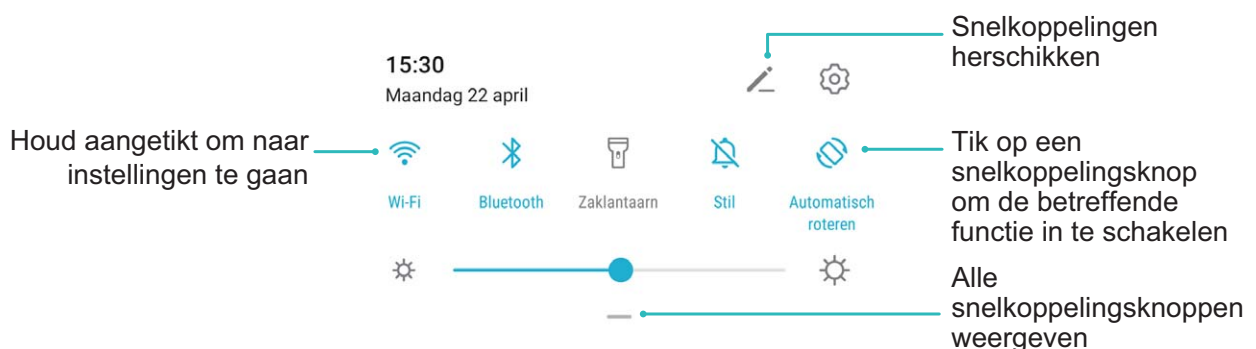 Snelkoppelingen
herschikken
15:30
Maandag 22 april
Houd aangetikt om naar
instellingen te gaan
Wi-Fi
Bluetooth
Zaklantaarn
Stil
Automatisch
roteren
Tik op een
snelkoppelingsknop
om de betreffende
functie in te schakelen
Alle
snelkoppelingsknoppen
weergeven